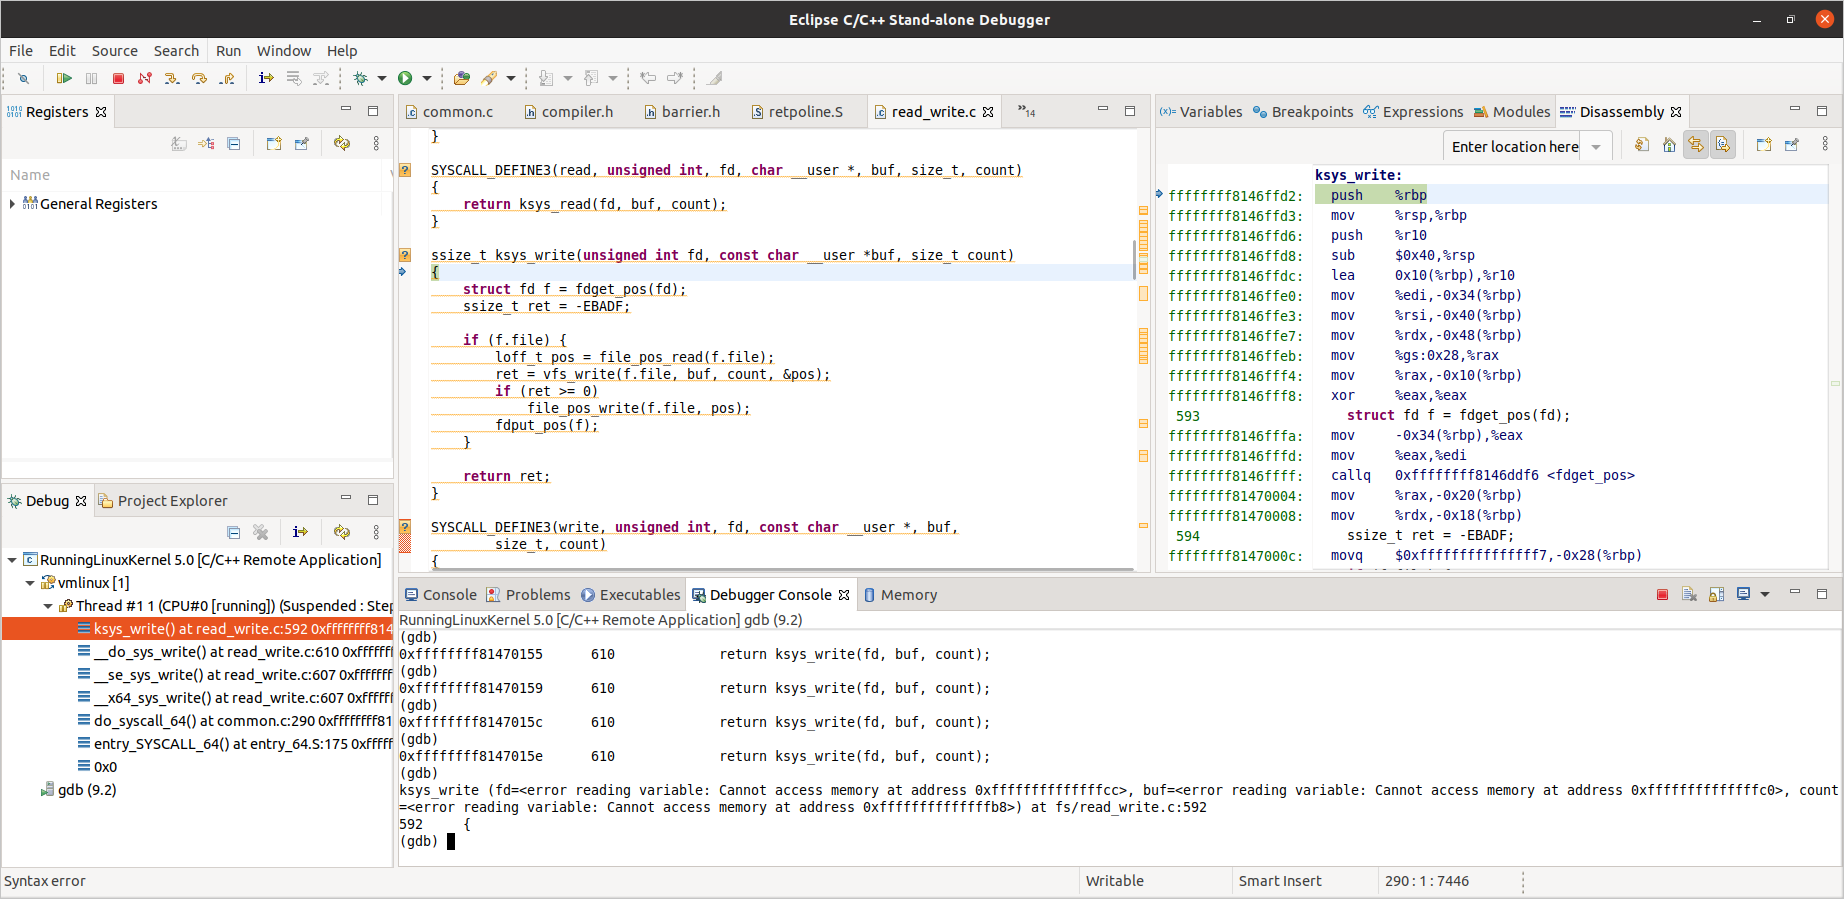 Eclipse C/C++ Stand-alone Debugger
File Edit Source Search Run Window Help
Registers
Name
General Registers
Debug Project Explorer
RunningLinuxKernel 5.0 [C/C++ Remote Application]
vmlinux [1]
Thread #1 1 (CPU#0 [running]) (Suspended : Step
ksys_write() at read_write.c:592 0xffffffff814
__do_sys_write() at read_write.c:610 0xfffffff
__se_sys_write() at read_write.c:607 0xfffffff
__x64_sys_write() at read_write.c:607 0xffffff
do_syscall_64() at common.c:290 0xffffffff81
entry_SYSCALL_64() at entry_64.S:175 0xfffff
0x0
gdb (9.2)
common.c compiler.h barrier.h retpoline.S read_write.c »14
}
SYSCALL_DEFINE3(read, unsigned int, fd, char __user *, buf, size_t, count)
{
return ksys_read(fd, buf, count);
}
ssize_t ksys_write(unsigned int fd, const char __user *buf, size_t count)
{
struct fd f = fdget_pos(fd);
ssize_t ret = -EBADF;
if (f.file) {
loff_t pos = file_pos_read(f.file);
ret = vfs_write(f.file, buf, count, &pos);
if (ret >= 0)
file_pos_write(f.file, pos);
fdput_pos(f);
}
return ret;
}
SYSCALL_DEFINE3(write, unsigned int, fd, const char __user *, buf,
size_t, count)
{
Variables Breakpoints Expressions Modules Disassembly
Enter location here
ksys_write:
ffffffff8146ffd2: push %rbp
ffffffff8146ffd3: mov %rsp,%rbp
ffffffff8146ffd6: push %r10
ffffffff8146ffd8: sub $0x40,%rsp
ffffffff8146ffdc: lea 0x10(%rbp),%r10
ffffffff8146ffe0: mov %edi,-0x34(%rbp)
ffffffff8146ffe3: mov %rsi,-0x40(%rbp)
ffffffff8146ffe7: mov %rdx,-0x48(%rbp)
ffffffff8146ffeb: mov %gs:0x28,%rax
ffffffff8146fff4: mov %rax,-0x10(%rbp)
ffffffff8146fff8: xor %eax,%eax
593 struct fd f = fdget_pos(fd);
ffffffff8146fffa: mov -0x34(%rbp),%eax
ffffffff8146fffd: mov %eax,%edi
ffffffff8146ffff: callq 0xffffffff8146ddf6 <fdget_pos>
ffffffff81470004: mov %rax,-0x20(%rbp)
ffffffff81470008: mov %rdx,-0x18(%rbp)
594 ssize_t ret = -EBADF;
ffffffff8147000c: movq $0xfffffffffffffff7,-0x28(%rbp)
Console Problems Executables Debugger Console Memory
RunningLinuxKernel 5.0 [C/C++ Remote Application] gdb (9.2)
(gdb)
0xffffffff81470155 610 return ksys_write(fd, buf, count);
(gdb)
0xffffffff81470159 610 return ksys_write(fd, buf, count);
(gdb)
0xffffffff8147015c 610 return ksys_write(fd, buf, count);
(gdb)
0xffffffff8147015e 610 return ksys_write(fd, buf, count);
(gdb)
ksys_write (fd=<error reading variable: Cannot access memory at address 0xffffffffffffffcc>, buf=<error reading variable: Cannot access memory at address 0xffffffffffffffc0>, count
=<error reading variable: Cannot access memory at address 0xffffffffffffffb8>) at fs/read_write.c:592
592 {
(gdb)
Syntax error Writable Smart Insert 290 : 1 : 7446